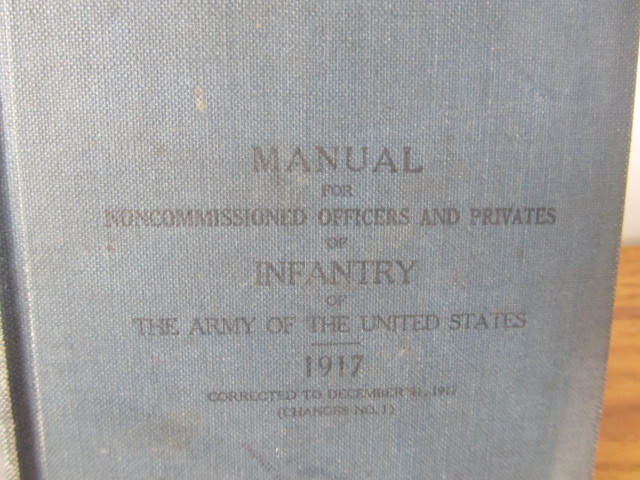 MANUAL
FOR
NONCOMMISSIONED OFFICERS AND PRIVATES
OF
INFANTRY
OF
THE ARMY OF THE UNITED STATES
1917
CORRECTED TO DECEMBER 31, 1917
(CHANGES NO. 1)